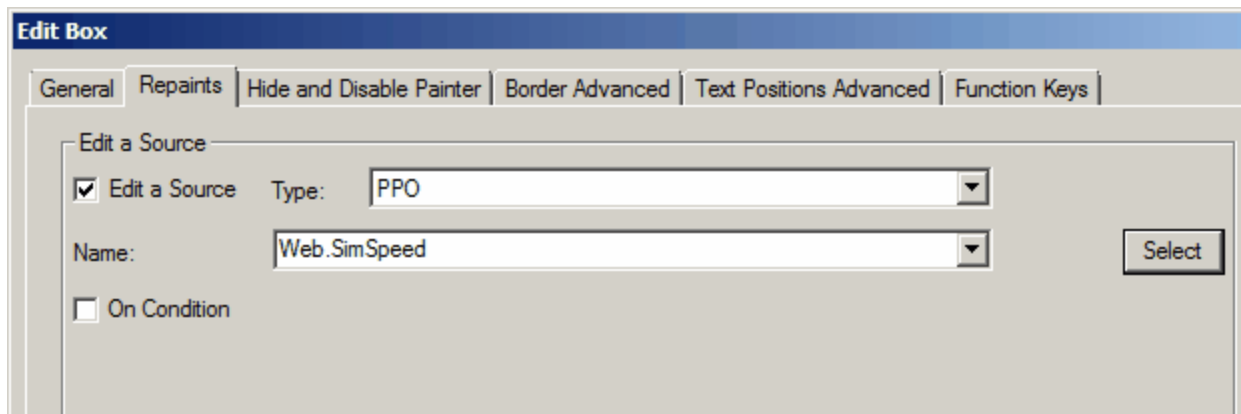 Edit Box
General Repaints Hide and Disable Painter Border Advanced Text Positions Advanced Function Keys
Edit a Source
Edit a Source Type: PPO
Name: Web.SimSpeed Select
On Condition